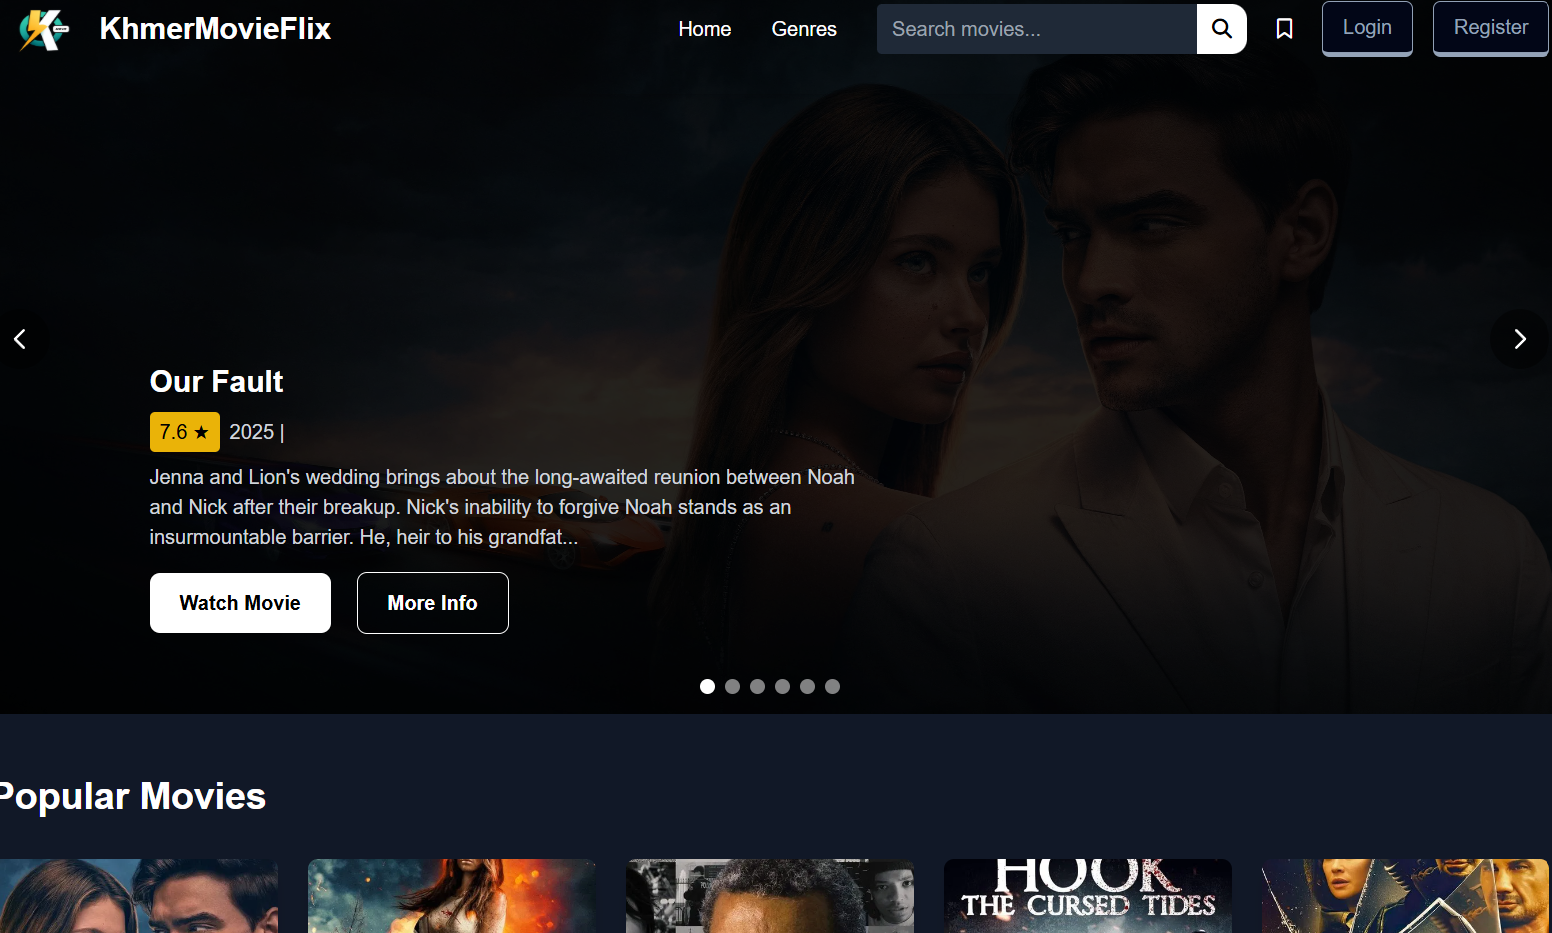 KhmerMovieFlix
Home
Genres
Search movies...
Login
Register
Our Fault
7.6 ★ 2025 |
Jenna and Lion's wedding brings about the long-awaited reunion between Noah
and Nick after their breakup. Nick's inability to forgive Noah stands as an
insurmountable barrier. He, heir to his grandfat...
Watch Movie
More Info
Popular Movies
HOOK
THE CURSED TIDES